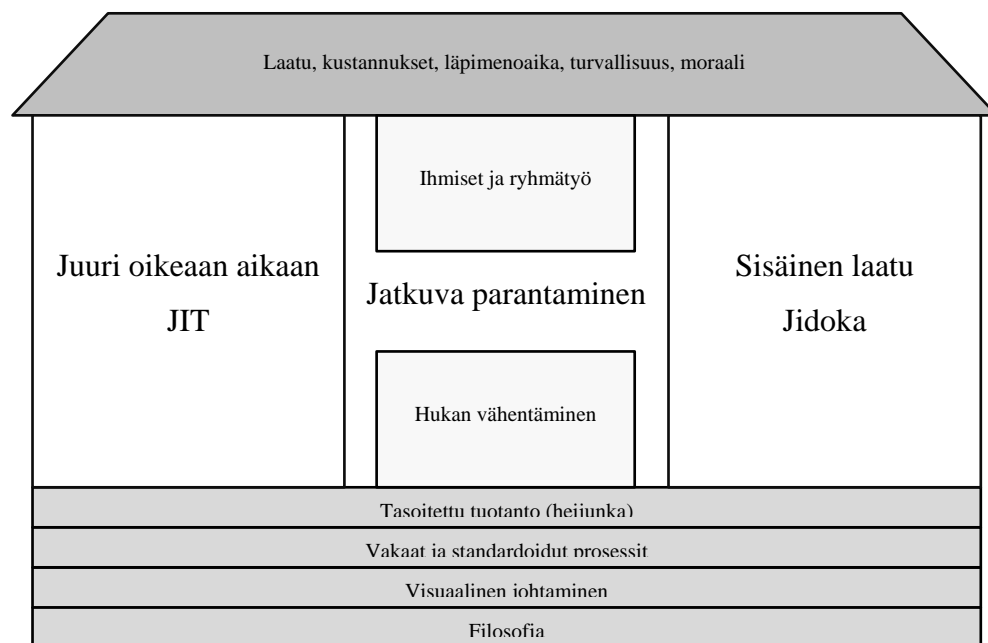 Laatu, kustannukset, läpimenoaika, turvallisuus, moraali
Juuri oikeaan aikaan
JIT
Ihmiset ja ryhmätyö
Jatkuva parantaminen
Hukan vähentäminen
Sisäinen laatu
Jidoka
Tasoitettu tuotanto (heijunka)
Vakaat ja standardoidut prosessit
Visuaalinen johtaminen
Filosofia